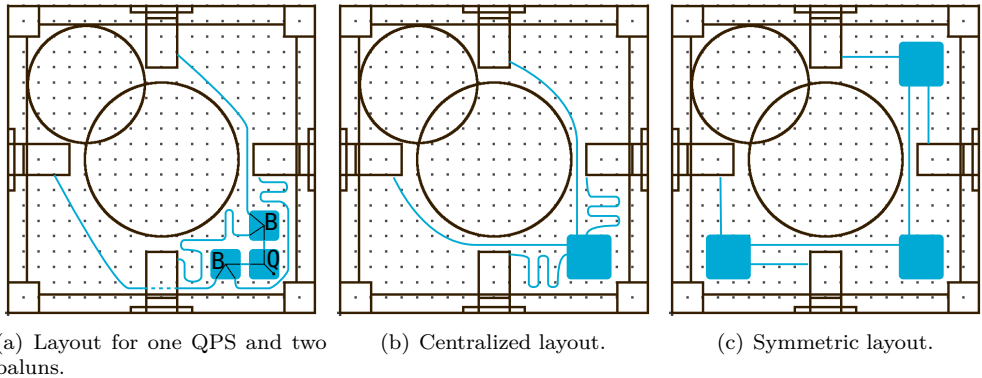 B
B
Q
(a) Layout for one QPS and two
baluns.
(b) Centralized layout.
(c) Symmetric layout.